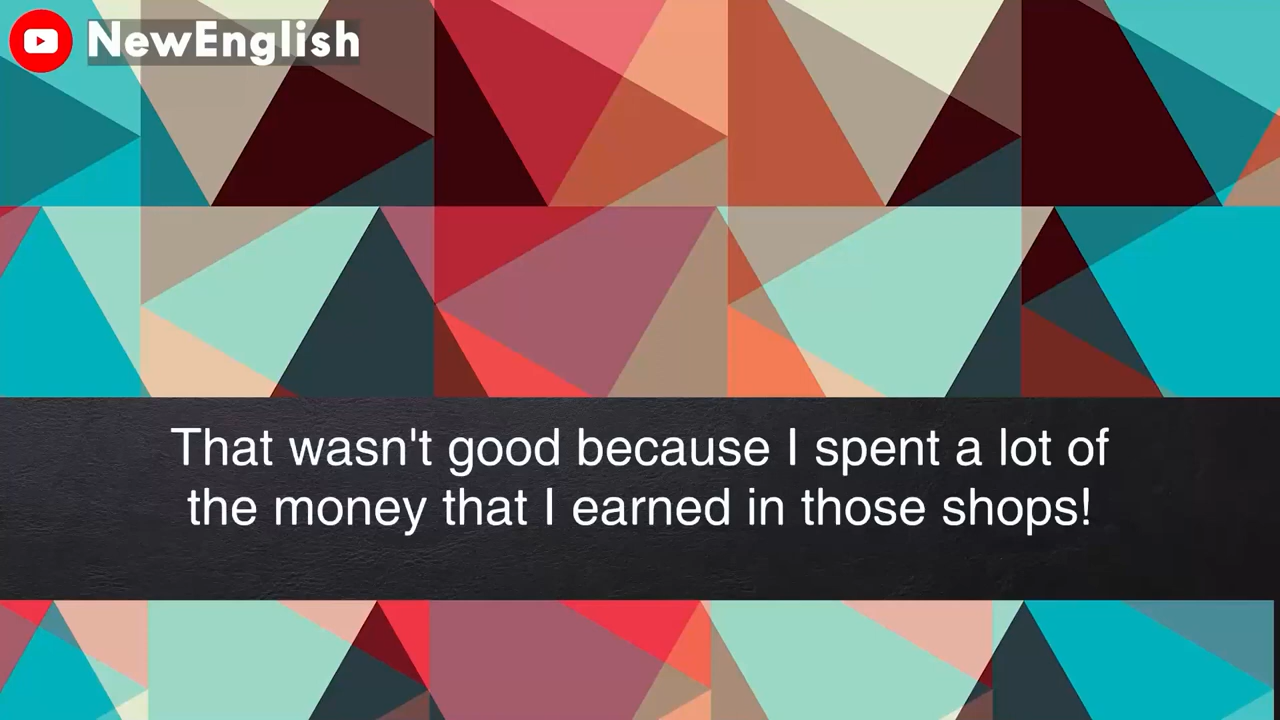 NewEnglish
That wasn't good because I spent a lot of
the money that I earned in those shops!